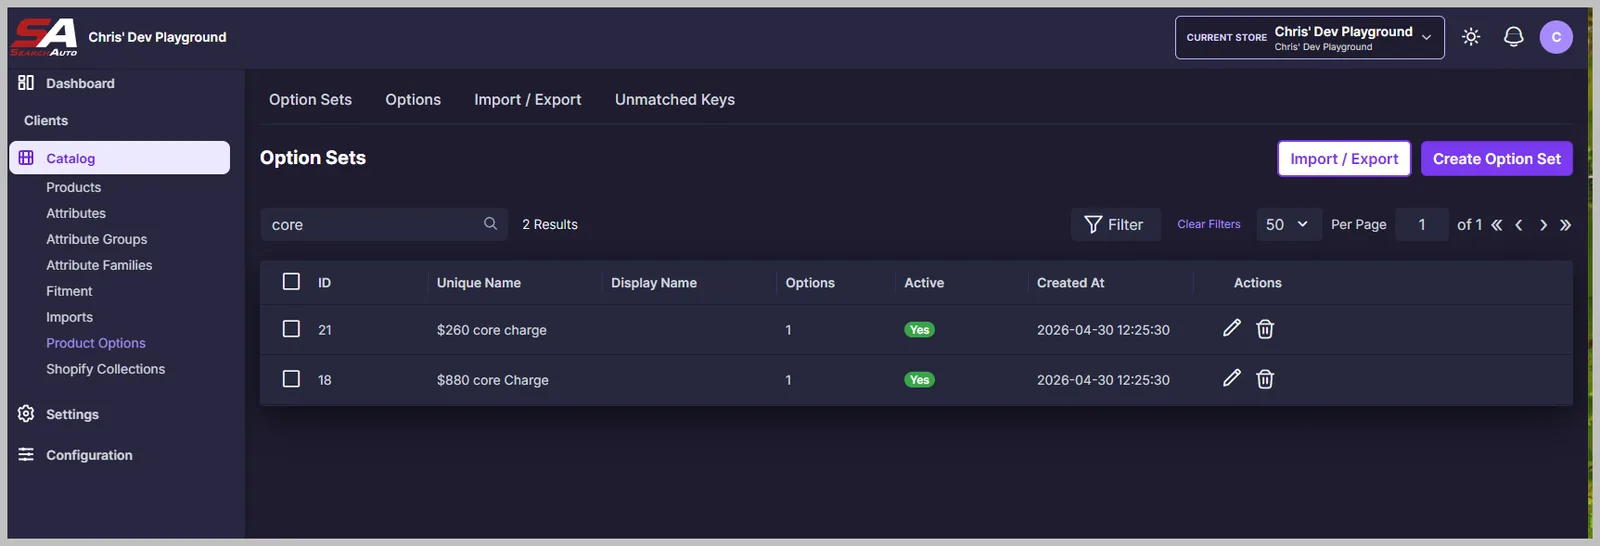 SA
SEARCHAUTO
Chris' Dev Playground
CURRENT STORE
Chris' Dev Playground
Chris' Dev Playground
C
Dashboard
Clients
Catalog
Products
Attributes
Attribute Groups
Attribute Families
Fitment
Imports
Product Options
Shopify Collections
Settings
Configuration
Option Sets Options Import / Export Unmatched Keys
Option Sets
Import / Export Create Option Set
core 2 Results Filter Clear Filters 50 Per Page 1 of 1
ID Unique Name Display Name Options Active Created At Actions
21 $260 core charge 1 Yes 2026-04-30 12:25:30
18 $880 core Charge 1 Yes 2026-04-30 12:25:30